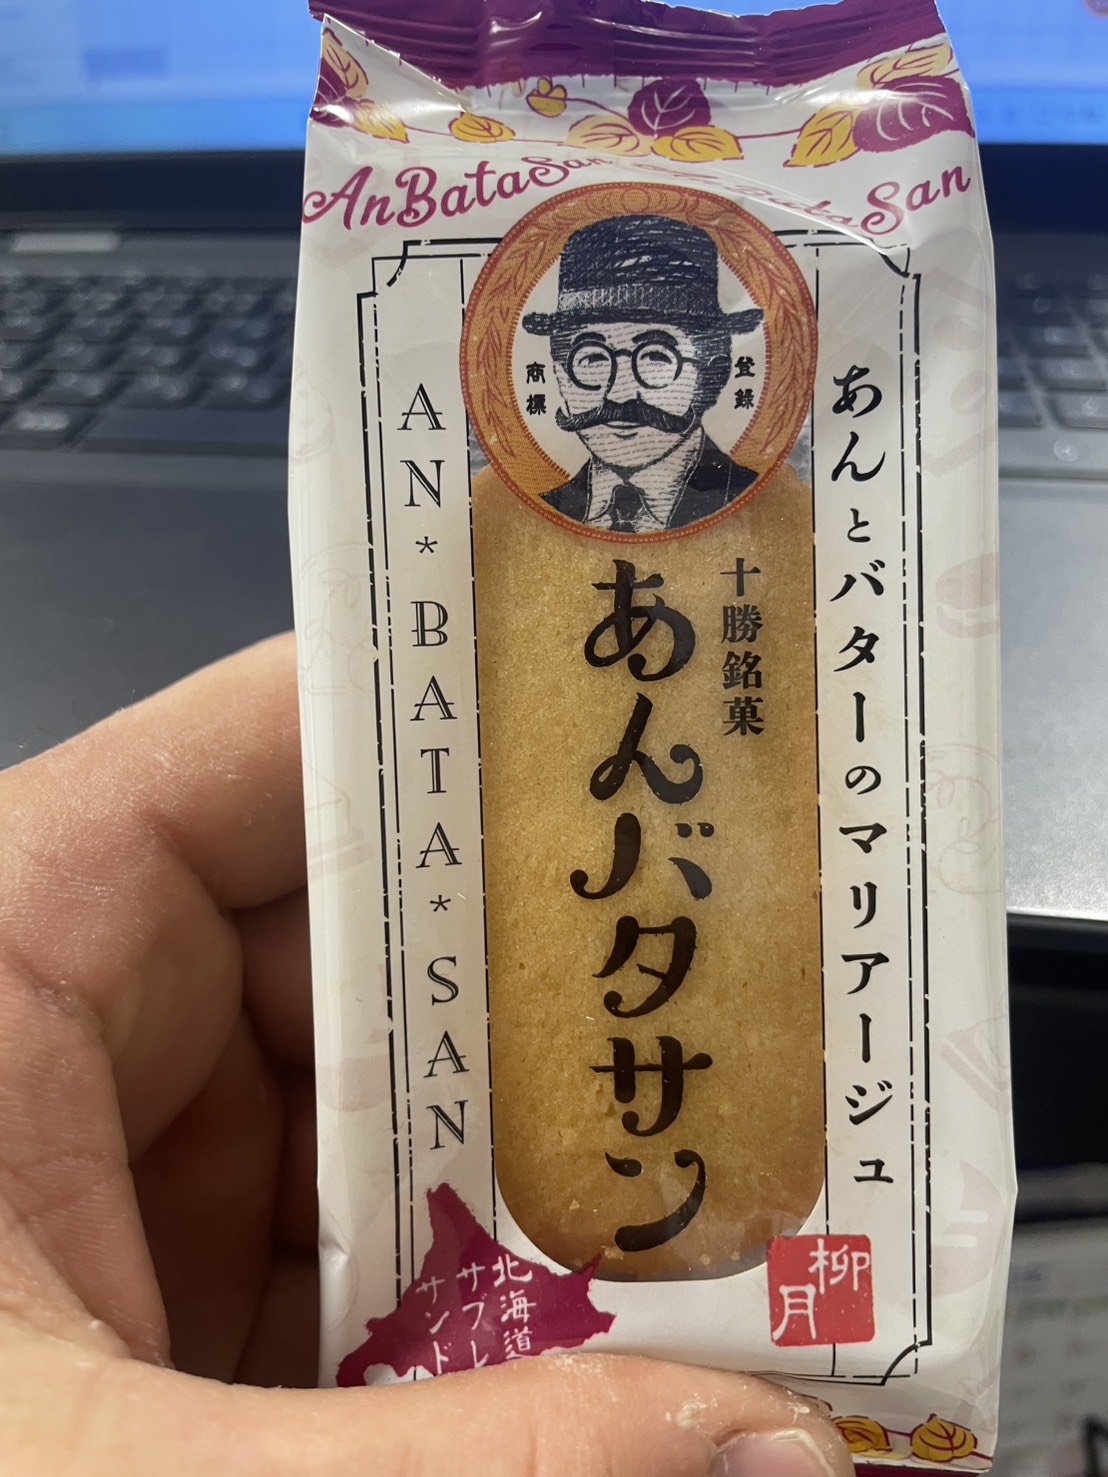 AnBataSan
AnBataSan
商標
登録
あんとバターのマリアージュ
十勝銘菓
あんバタサン
AN*BATA*SAN
北海道
サブレ
サンド
柳月